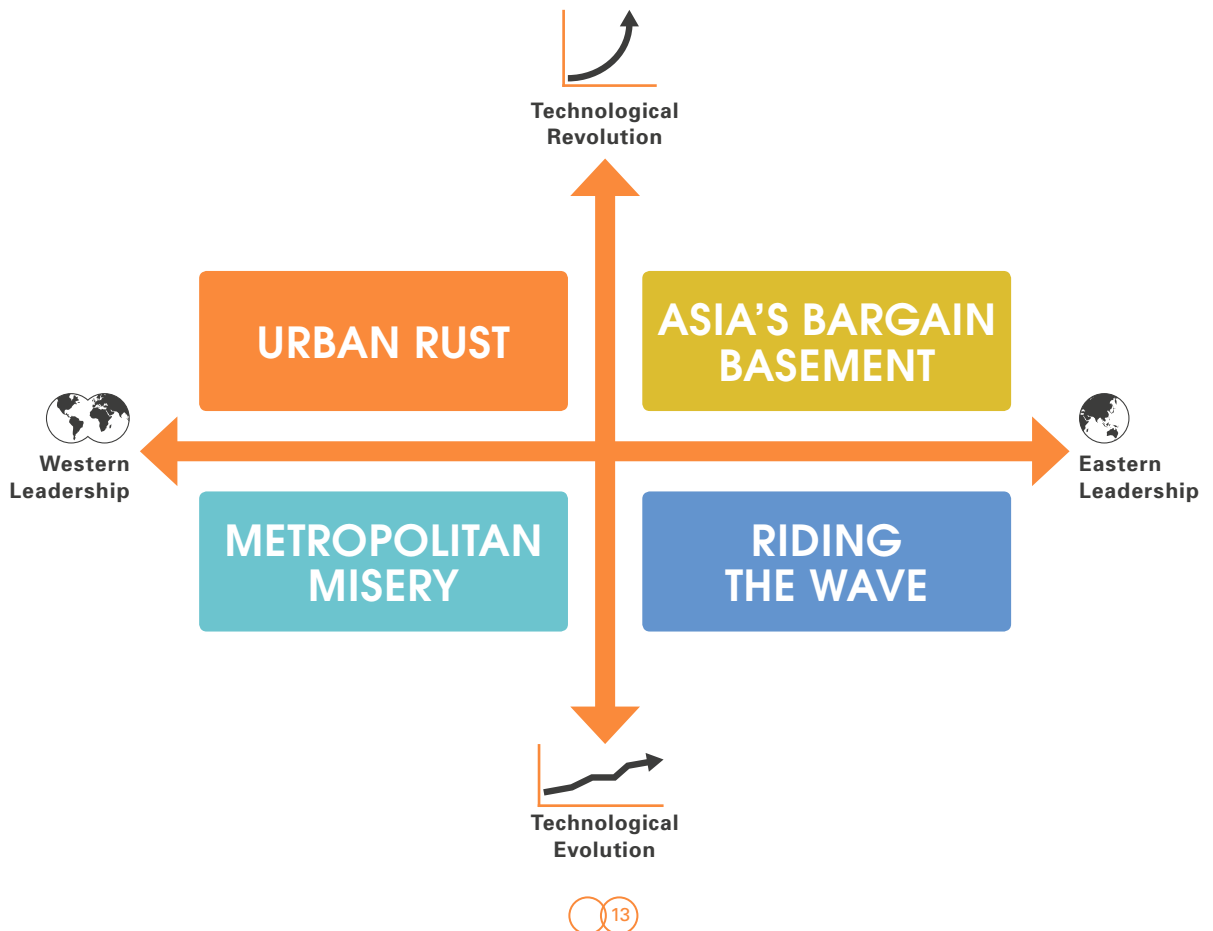 Technological
Revolution
URBAN RUST
ASIA’S BARGAIN
BASEMENT
Western
Leadership
Eastern
Leadership
METROPOLITAN
MISERY
RIDING
THE WAVE
Technological
Evolution
13